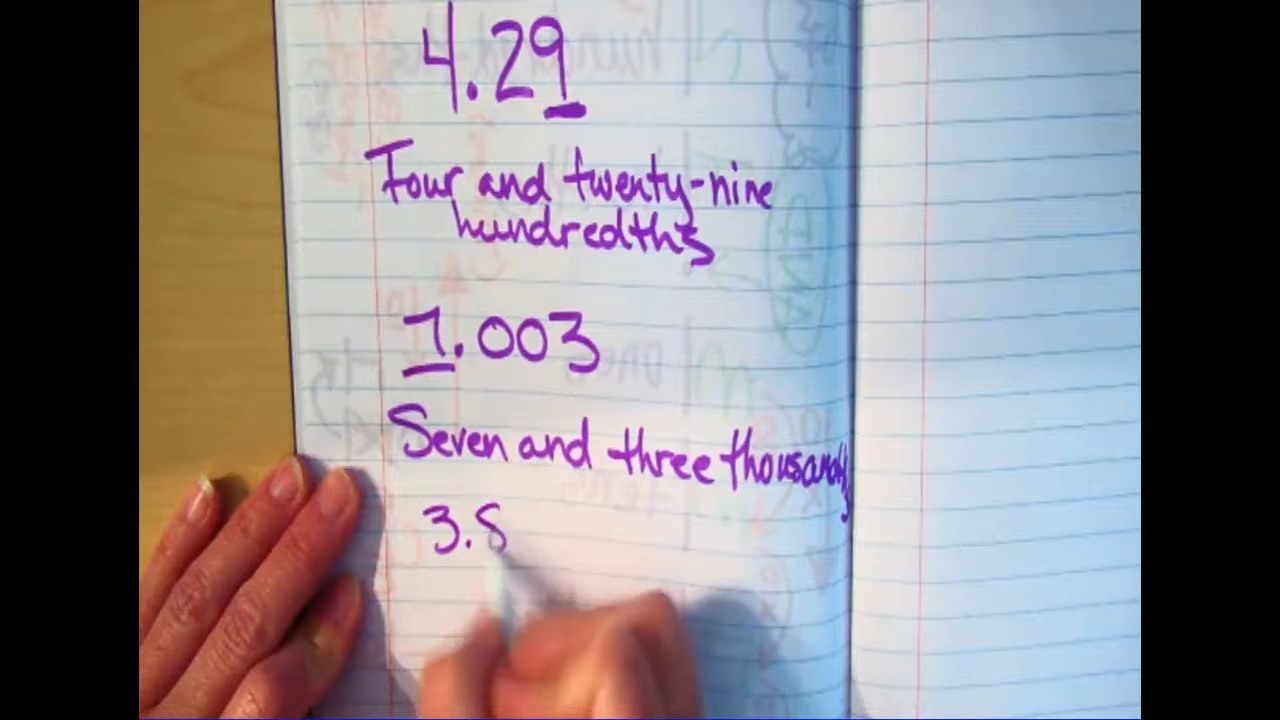 4.29
Four and twenty-nine
hundredths
7.003
Seven and three thousandths
3.8